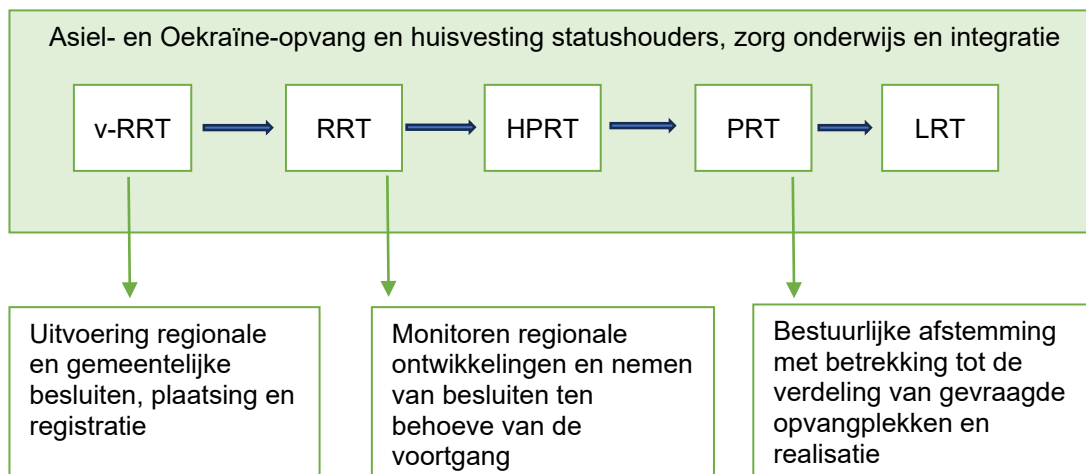 Asiel- en Oekraïne-opvang en huisvesting statushouders, zorg onderwijs en integratie
v-RRT
RRT
HPRT
PRT
LRT
Uitvoering regionale
en gemeentelijke
besluiten, plaatsing en
registratie
Monitoren regionale
ontwikkelingen en nemen
van besluiten ten
behoeve van de
voortgang
Bestuurlijke afstemming
met betrekking tot de
verdeling van gevraagde
opvangplekken en
realisatie